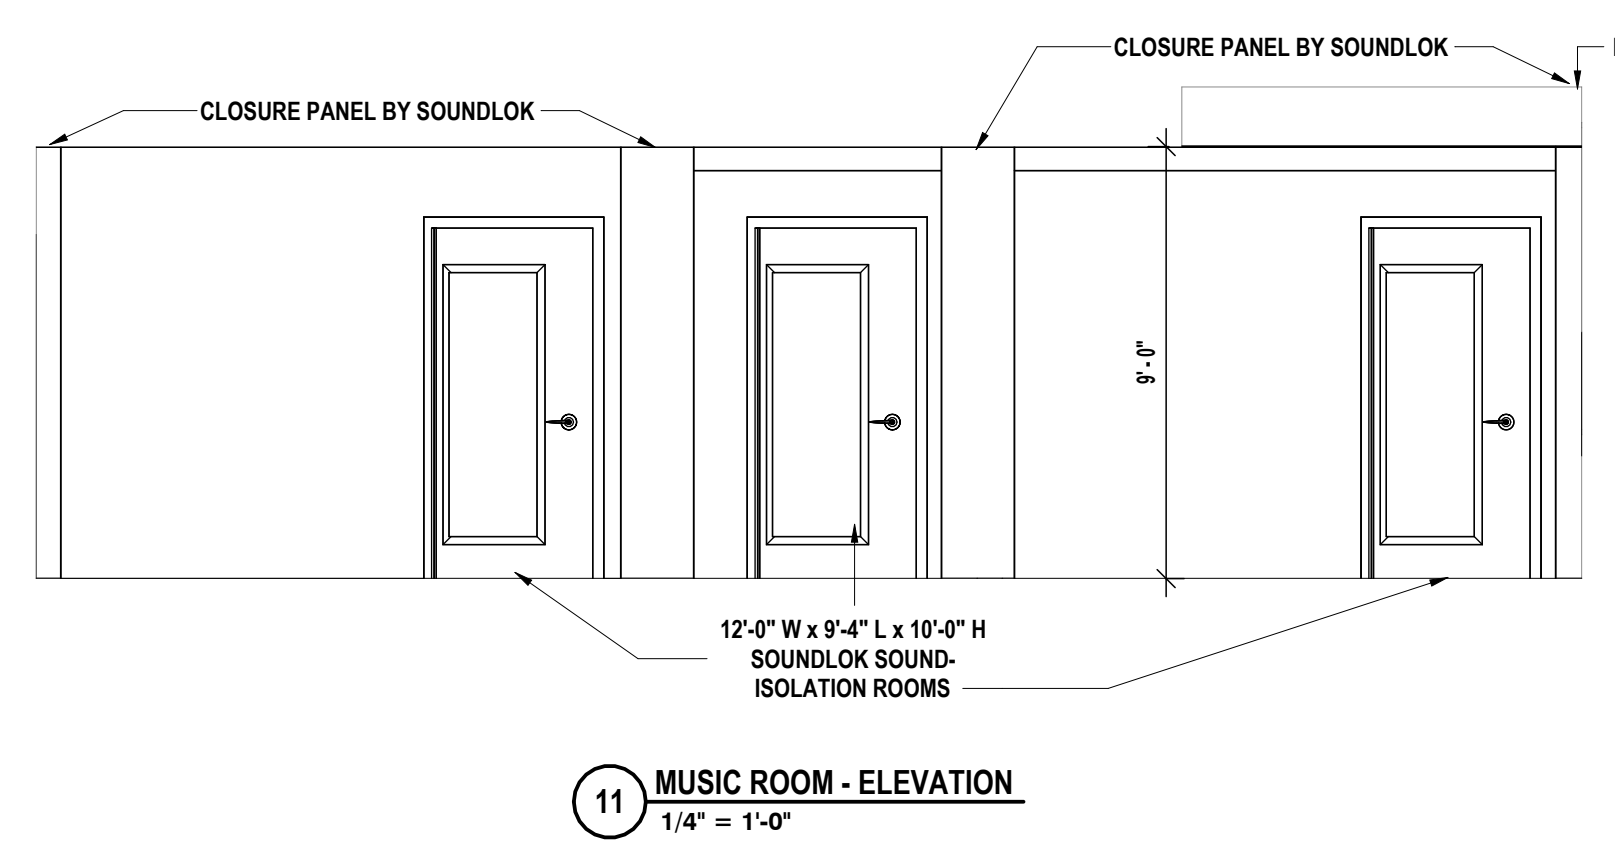 CLOSURE PANEL BY SOUNDLOK
CLOSURE PANEL BY SOUNDLOK
9' - 0"
12'-0" W x 9'-4" L x 10'-0" H
SOUNDLOK SOUND-
ISOLATION ROOMS
11
MUSIC ROOM - ELEVATION
1/4" = 1'-0"